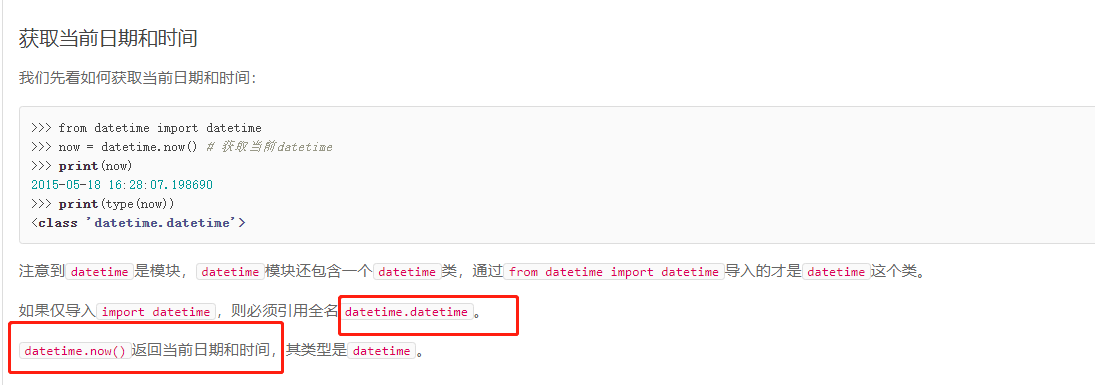 获取当前日期和时间
我们先看如何获取当前日期和时间：
>>> from datetime import datetime
>>> now = datetime.now() # 获取当前datetime
>>> print(now)
2015-05-18 16:28:07.198690
>>> print(type(now))
<class 'datetime.datetime'>
注意到datetime是模块，datetime模块还包含一个datetime类，通过from datetime import datetime导入的才是datetime这个类。
如果仅导入import datetime，则必须引用全名datetime.datetime。
datetime.now()返回当前日期和时间，其类型是datetime。